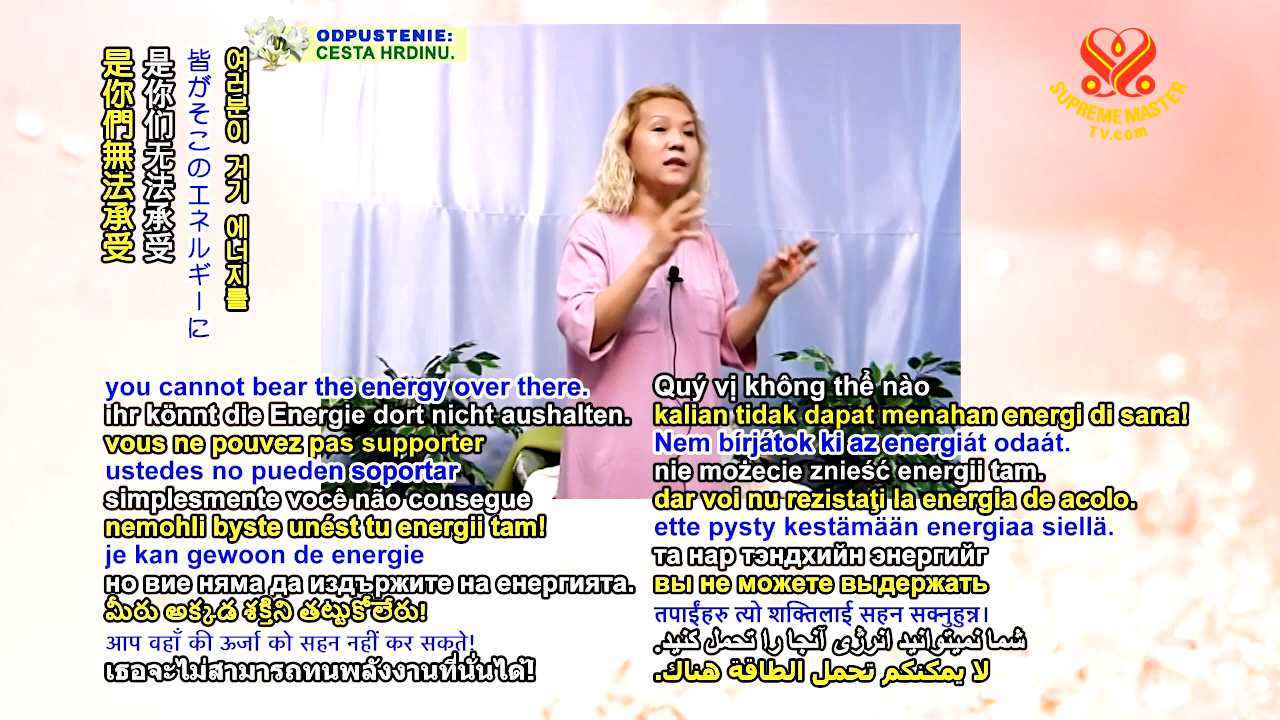 ODPUSTENIE:
CESTA HRDINU.
SUPREME MASTER
TV.com
是你們無法承受
是你们无法承受
皆がそこのエネルギーに
여러분이 거기 에너지를
you cannot bear the energy over there.
ihr könnt die Energie dort nicht aushalten.
vous ne pouvez pas supporter
ustedes no pueden soportar
simplesmente você não consegue
nemohli byste unést tu energii tam!
je kan gewoon de energie
но вие няма да издържите на енергията.
మీరు అక్కడ శక్తిని తట్టుకోలేరు!
आप वहाँ की ऊर्जा को सहन नहीं कर सकते!
เธอจะไม่สามารถทนพลังงานที่นั่นได้!
Quý vị không thể nào
kalian tidak dapat menahan energi di sana!
Nem bírjátok ki az energiát odaát.
nie możecie znieść energii tam.
dar voi nu rezistaţi la energia de acolo.
ette pysty kestämään energiaa siellä.
та нар тэндхийн энергийг
вы не можете выдержать
तपाईंहरु त्यो शक्तिलाई सहन सक्नुहुन्न।
شما نمیتوانید انرژی آنجا را تحمل کنید.
لا يمكنكم تحمل الطاقة هناك.